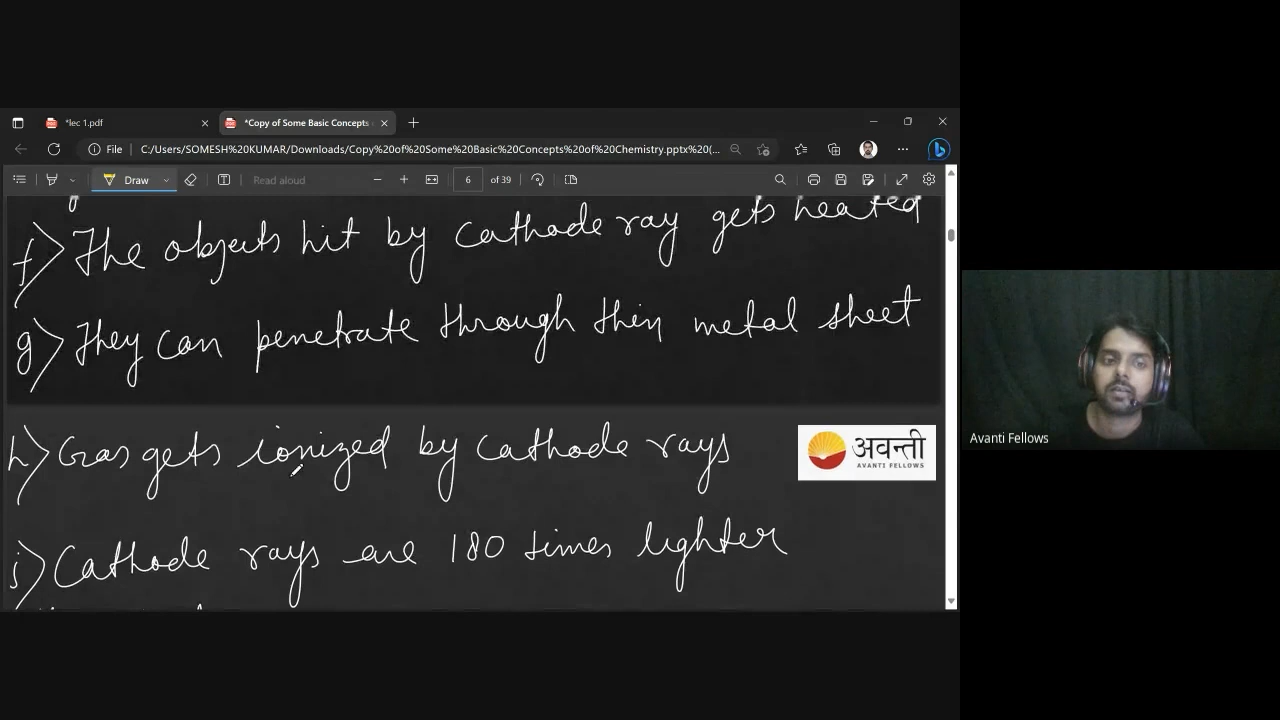 *lec 1.pdf
*Copy of Some Basic Concepts
File
C:/Users/SOMESH%20KUMAR/Downloads/Copy%20of%20Some%20Basic%20Concepts%20of%20Chemistry.pptx%20(...
Draw
Read aloud
6 of 39
f) The objects hit by cathode ray gets heated
g) They can penetrate through thin metal sheet
h) Gas gets ionized by cathode rays
अवन्ती
AVANTI FELLOWS
i) Cathode rays are 180 times lighter
Avanti Fellows